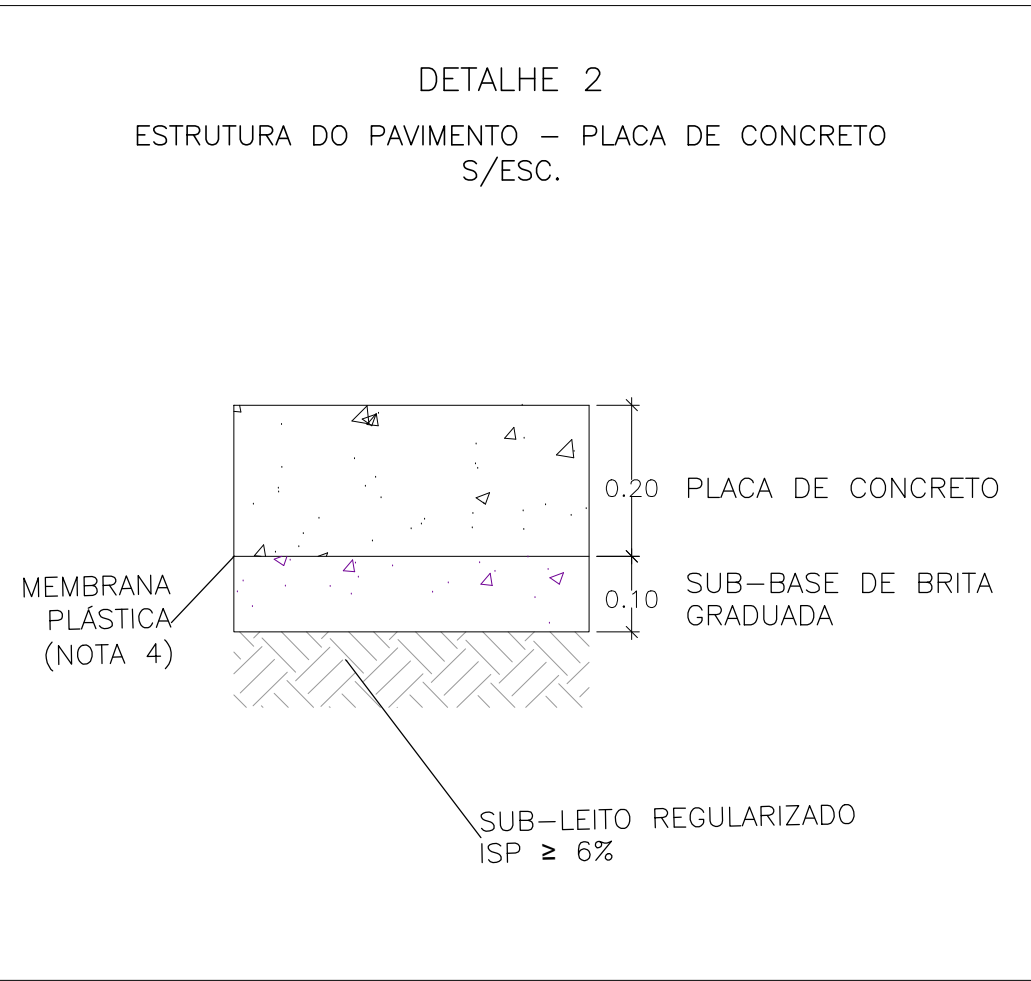 DETALHE 2
ESTRUTURA DO PAVIMENTO – PLACA DE CONCRETO
S/ESC.
0.20 PLACA DE CONCRETO
MEMBRANA
PLÁSTICA
(NOTA 4)
0.10
SUB–BASE DE BRITA
GRADUADA
SUB–LEITO REGULARIZADO
ISP ≥ 6%